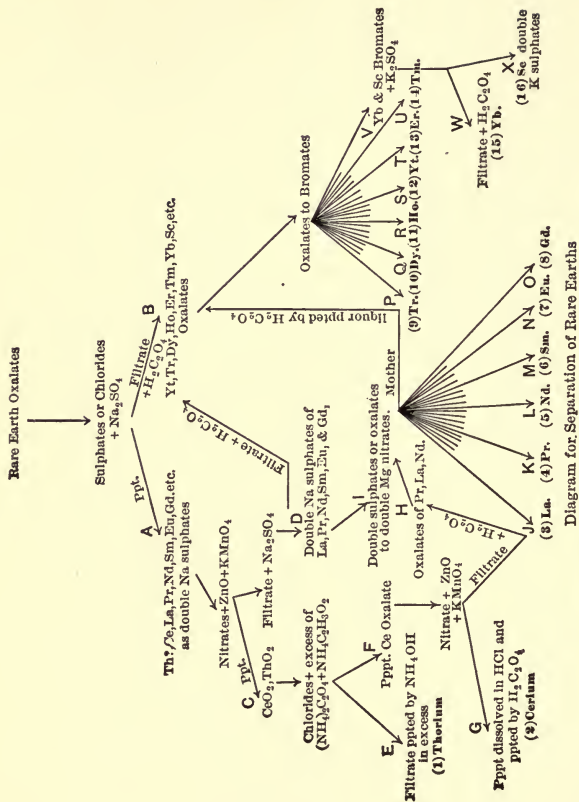 Rare Earth Oxalates
Sulphates or Chlorides
+ Na₂SO₄
Ppt.
A
Filtrate
+H₂C₂O₄
B
Ce,La,Pr,Nd,Sm,Eu,Gd.etc.
as double Na sulphates
Yt,Tr,Dy,Ho,Er,Tm,Yb,Sc,etc.
Oxalates
Nitrates+ZnO+KMnO₄
Ppt.
C
CeO₂,ThO₂
Filtrate + Na₂SO₄
Filtrate + H₂C₂O₄
D
Double Na sulphates of
La,Pr,Nd,Sm,Eu, & Gd,
Chlorides+ excess of
(NH₄)₂C₂O₄+NH₄C₂H₃O₂
E
Filtrate ppted by NH₄OH
in excess
(1) Thorium
F
Pppt. Ce Oxalate
Nitrate + ZnO
+ KMnO₄
G
Pppt dissolved in HCl and
ppted by H₂C₂O₄
(2) Cerium
Filtrate
+ H₂C₂O₄
H
Oxalates of Pr,La,Nd.
I
Double sulphates or oxalates
to double Mg nitrates.
Mother
liquor ppted by H₂C₂O₄
J
K
L
M
N
O
(3) La.
(4) Pr.
(5) Nd.
(6) Sm.
(7) Eu.
(8) Gd.
Oxalates to Bromates
P
Q
R
S
T
U
V
(9) Tr.(10) Dy.(11) Ho.(12) Yt.(13) Er.(14) Tm.
Yb & Sc Bromates
+ K₂SO₄
W
Filtrate + H₂C₂O₄
(15) Yb.
X
double
K sulphates
Diagram for Separation of Rare Earths